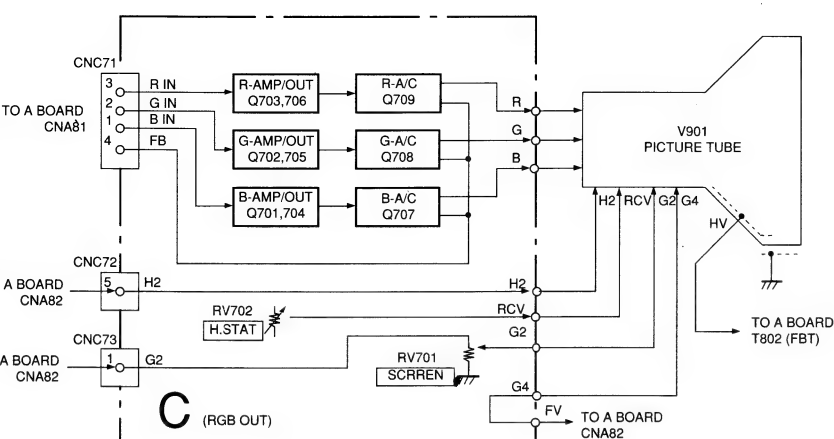 CNC71
TO A BOARD
CNA81
3 R IN
2 G IN
1 B IN
4 FB
R-AMP/OUT
Q703,706
R-A/C
Q709
G-AMP/OUT
Q702,705
G-A/C
Q708
B-AMP/OUT
Q701,704
B-A/C
Q707
R
G
B
V901
PICTURE TUBE
H2 RCV G2 G4
HV
TO A BOARD
T802 (FBT)
CNC72
A BOARD
CNA82
5 H2
H2
RV702
H.STAT
RCV
G2
CNC73
A BOARD
CNA82
1 G2
RV701
SCRREN
G4
FV
TO A BOARD
CNA82
C (RGB OUT)